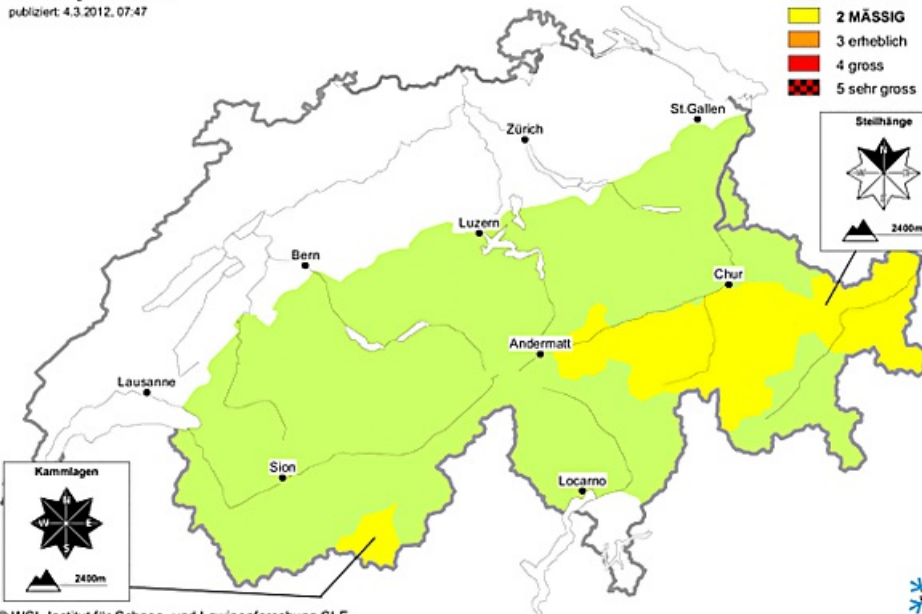 publiziert: 4.3.2012, 07:47
2 MÄSSIG
3 erheblich
4 gross
5 sehr gross
St.Gallen
Steilhänge
Zürich
N
W
S
2400m
Luzern
Bern
Chur
Andermatt
Lausanne
Sion
Kammlagen
N
W E
S
2400m
Locarno